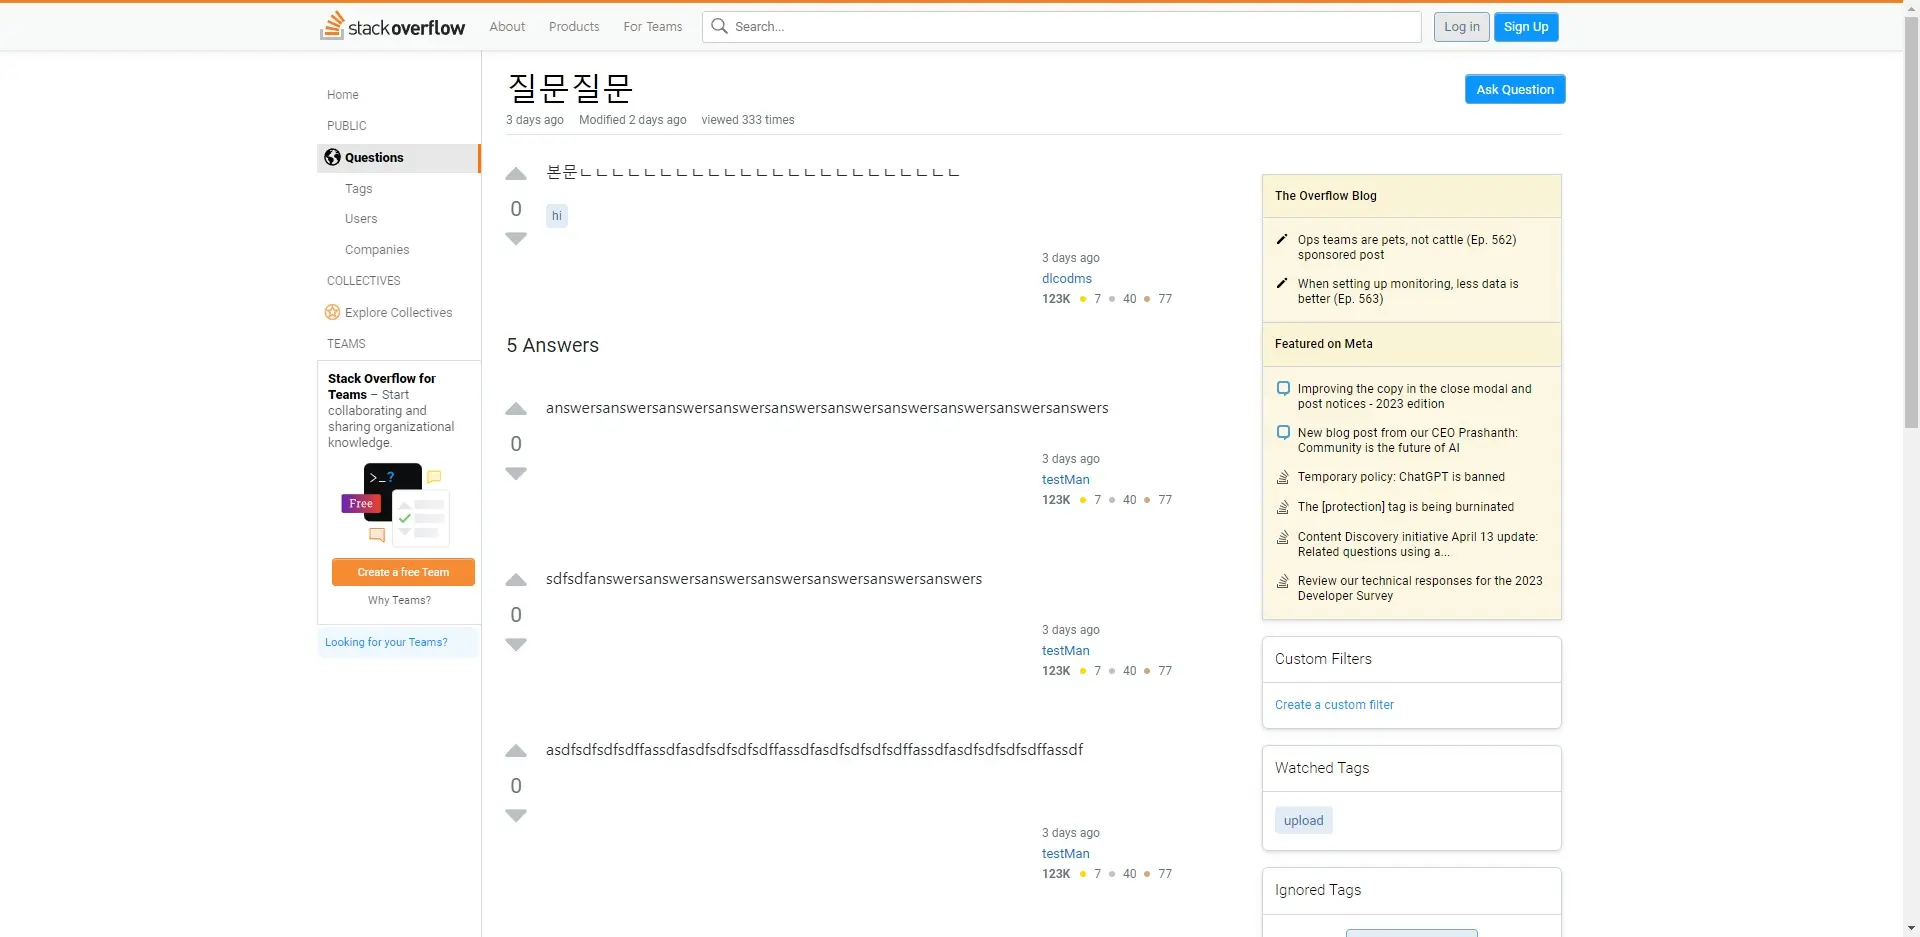 stackoverflow
About
Products
For Teams
Search...
Log in
Sign Up
Home
PUBLIC
Questions
Tags
Users
Companies
COLLECTIVES
Explore Collectives
TEAMS
Stack Overflow for
Teams – Start
collaborating and
sharing organizational
knowledge.
>_?
Free
Create a free Team
Why Teams?
Looking for your Teams?
질문질문
Ask Question
3 days ago Modified 2 days ago viewed 333 times
본문ㄴㄴㄴㄴㄴㄴㄴㄴㄴㄴㄴㄴㄴㄴㄴㄴㄴㄴㄴㄴㄴㄴㄴㄴ
0
hi
3 days ago
dlcodms
123K 7 40 77
5 Answers
answersanswersanswersanswersanswersanswersanswersanswersanswersanswers
0
3 days ago
testMan
123K 7 40 77
sdfsdfanswersanswersanswersanswersanswersanswersanswers
0
3 days ago
testMan
123K 7 40 77
asdfsdfsdfsdffassdfasdfsdfsdfsdffassdfasdfsdfsdfsdffassdfasdfsdfsdfsdffassdf
0
3 days ago
testMan
123K 7 40 77
The Overflow Blog
Ops teams are pets, not cattle (Ep. 562)
sponsored post
When setting up monitoring, less data is
better (Ep. 563)
Featured on Meta
Improving the copy in the close modal and
post notices - 2023 edition
New blog post from our CEO Prashanth:
Community is the future of AI
Temporary policy: ChatGPT is banned
The [protection] tag is being burninated
Content Discovery initiative April 13 update:
Related questions using a...
Review our technical responses for the 2023
Developer Survey
Custom Filters
Create a custom filter
Watched Tags
upload
Ignored Tags